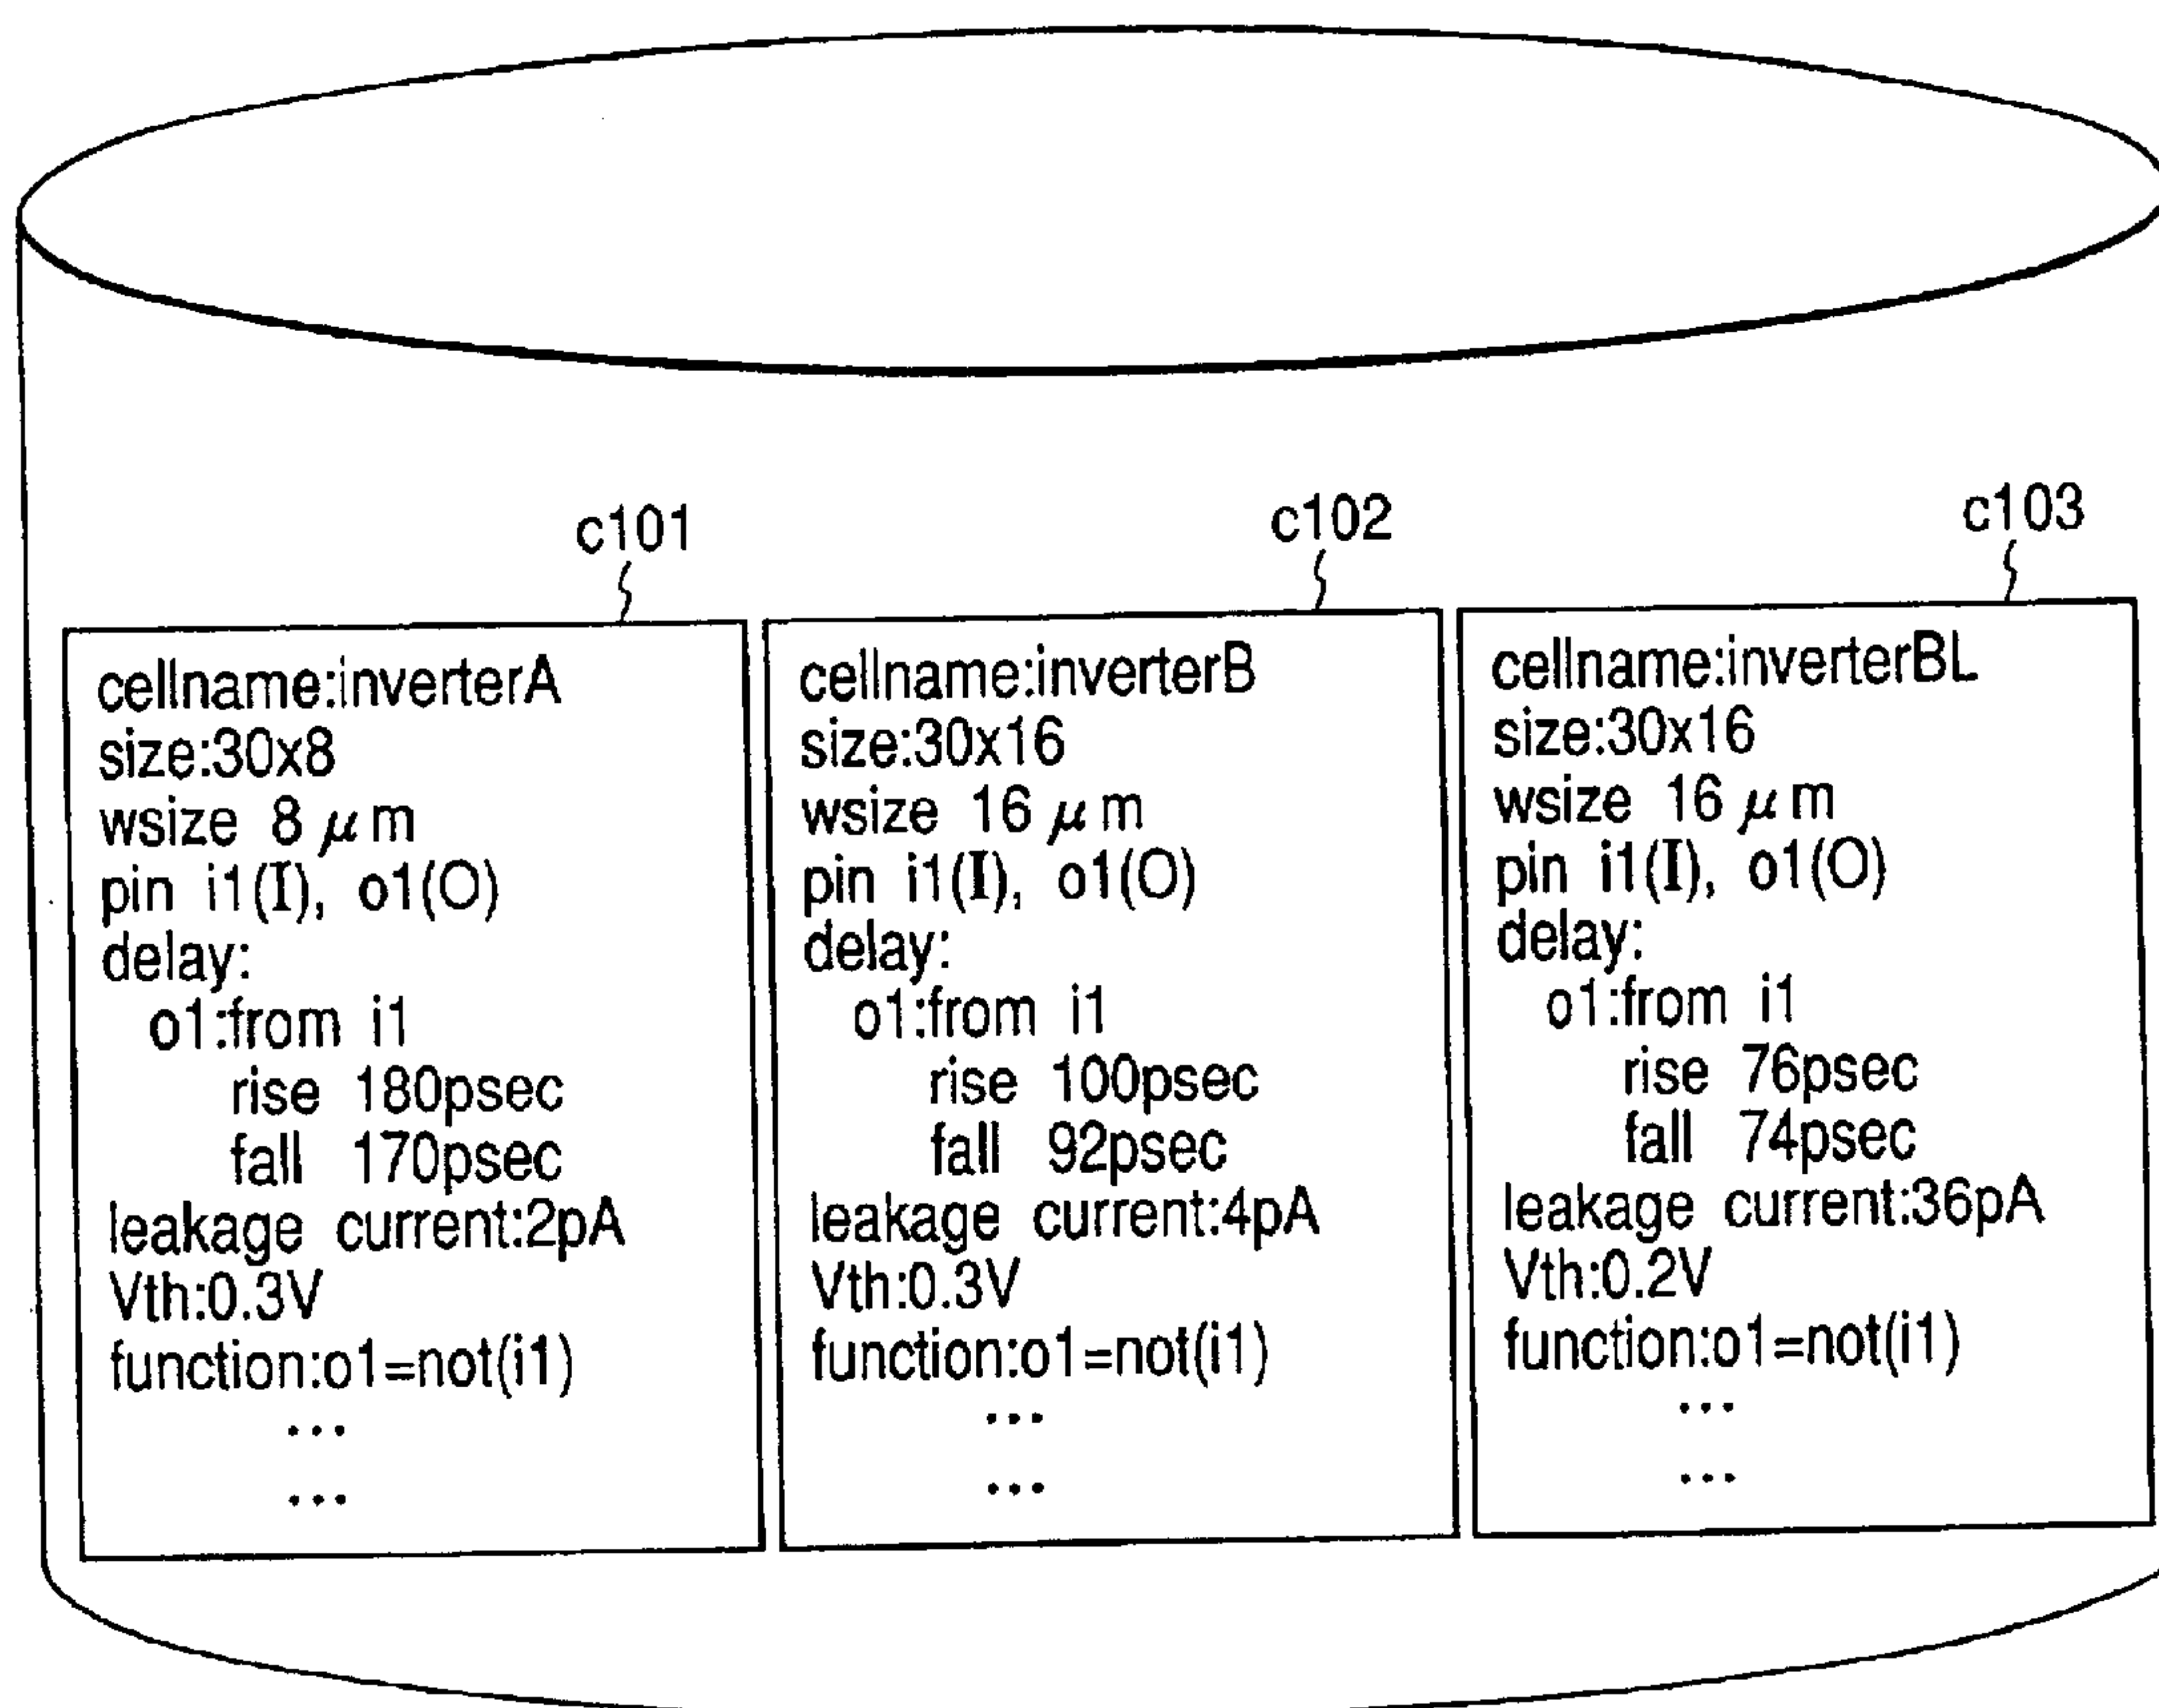 c101
cellname:inverterA
size:30x8
wsize 8 μm
pin i1(I), o1(O)
delay:
o1:from i1
rise 180psec
fall 170psec
leakage current:2pA
Vth:0.3V
function:o1=not(i1)
...
...
c102
cellname:inverterB
size:30x16
wsize 16 μm
pin i1(I), o1(O)
delay:
o1:from i1
rise 100psec
fall 92psec
leakage current:4pA
Vth:0.3V
function:o1=not(i1)
...
...
c103
cellname:inverterBL
size:30x16
wsize 16 μm
pin i1(I), o1(O)
delay:
o1:from i1
rise 76psec
fall 74psec
leakage current:36pA
Vth:0.2V
function:o1=not(i1)
...
...